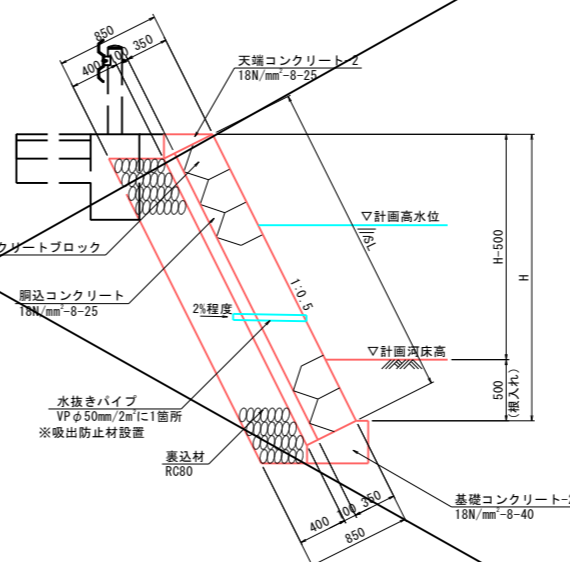 850
400
100
350
天端コンクリート-2
18N/mm²-8-25
▽計画高水位
SL
H-500
H
クリートブロック
胴込コンクリート
18N/mm²-8-25
2%程度
1:0.5
▽計画河床高
500
(根入れ)
水抜きパイプ
VPφ50mm/2m²に1箇所
※吸出防止材設置
裏込材
RC80
基礎コンクリート-2
18N/mm²-8-40
400
100
350
850